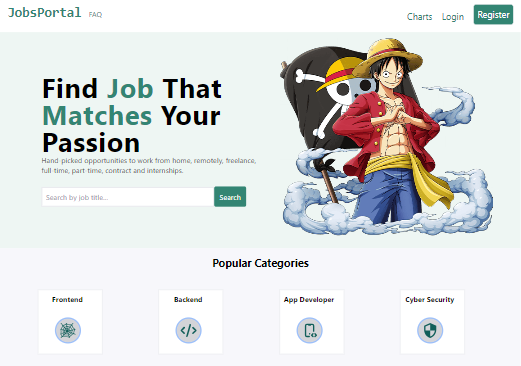 JobsPortal FAQ Charts Login Register
Find Job That
Matches Your
Passion
Hand-picked opportunities to work from home, remotely, freelance,
full-time, part-time, contract and internships.
Search by job title... Search
Popular Categories
Frontend Backend App Developer Cyber Security